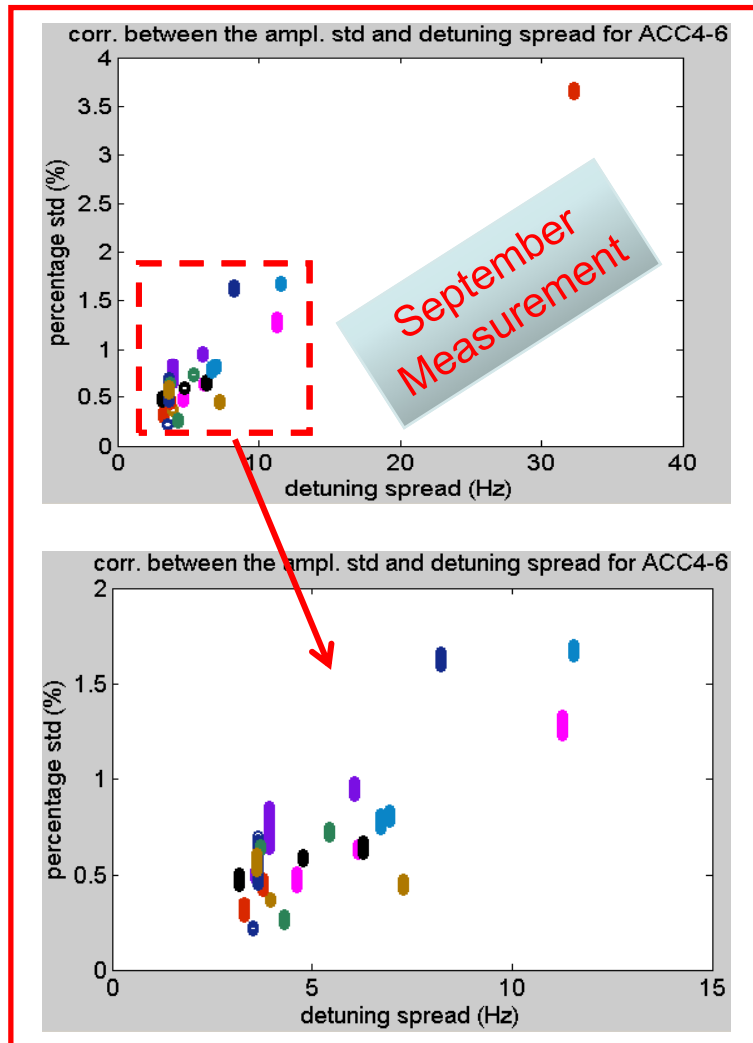 corr. between the ampl. std and detuning spread for ACC4-6
4
3.5
3
2.5
2
1.5
1
0.5
0
percentage std (%)
September
Measurement
0 10 20 30 40
detuning spread (Hz)
corr. between the ampl. std and detuning spread for ACC4-6
2
1.5
1
0.5
0
percentage std (%)
0 5 10 15
detuning spread (Hz)